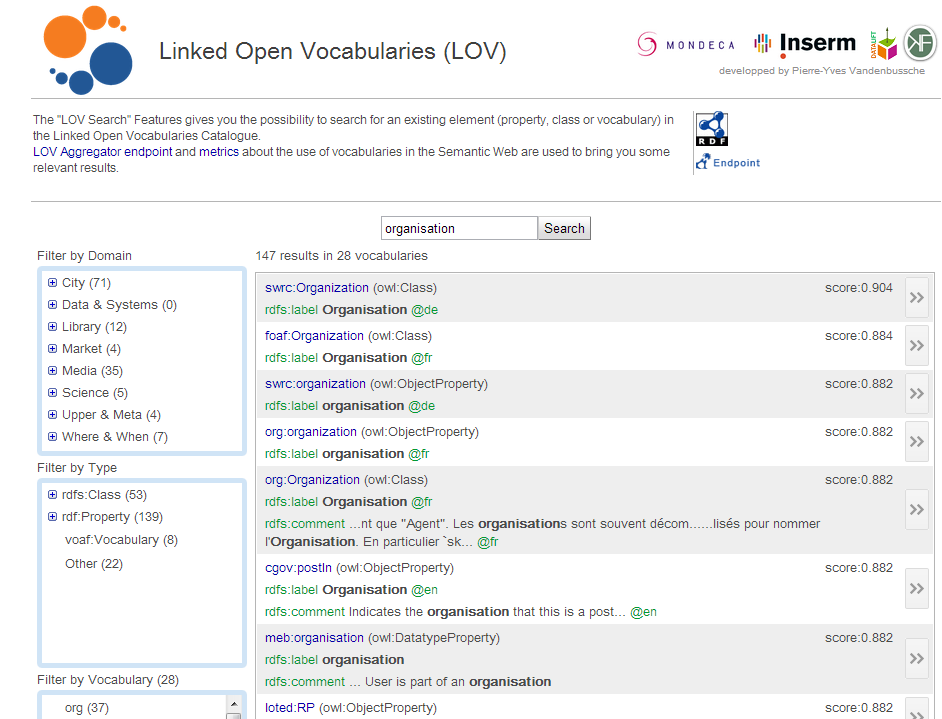 Linked Open Vocabularies (LOV)
MONDECA
Inserm
DATALIFT
developped by Pierre-Yves Vandenbussche
The "LOV Search" Features gives you the possibility to search for an existing element (property, class or vocabulary) in
the Linked Open Vocabularies Catalogue.
LOV Aggregator endpoint and metrics about the use of vocabularies in the Semantic Web are used to bring you some
relevant results.
RDF
Endpoint
organisation Search
147 results in 28 vocabularies
Filter by Domain
City (71)
Data & Systems (0)
Library (12)
Market (4)
Media (35)
Science (5)
Upper & Meta (4)
Where & When (7)
Filter by Type
rdfs:Class (53)
rdf:Property (139)
voaf:Vocabulary (8)
Other (22)
Filter by Vocabulary (28)
org (37)
swrc:Organization (owl:Class) score:0.904
rdfs:label Organisation @de
foaf:Organization (owl:Class) score:0.884
rdfs:label Organisation @fr
swrc:organization (owl:ObjectProperty) score:0.882
rdfs:label organisation @de
org:organization (owl:ObjectProperty) score:0.882
rdfs:label organisation @fr
org:Organization (owl:Class) score:0.882
rdfs:label Organisation @fr
rdfs:comment ...nt que "Agent". Les organisations sont souvent décom......lisés pour nommer
l'Organisation. En particulier `sk... @fr
cgov:postIn (owl:ObjectProperty) score:0.882
rdfs:label Organisation @en
rdfs:comment Indicates the organisation that this is a post... @en
meb:organisation (owl:DatatypeProperty) score:0.882
rdfs:label organisation
rdfs:comment ... User is part of an organisation
loted:RP (owl:ObjectProperty) score:0.882